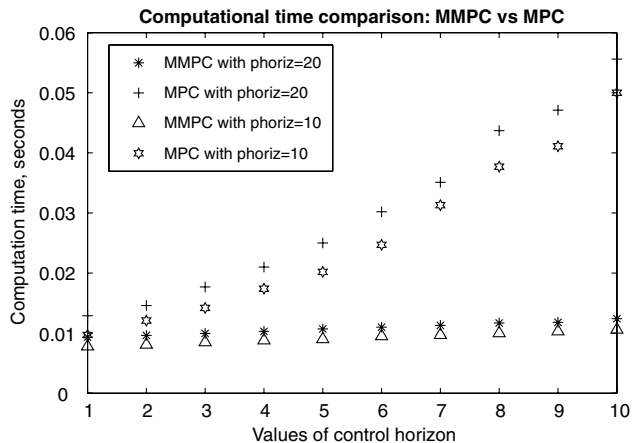 Computational time comparison: MMPC vs MPC
0.06
0.05
0.04
0.03
0.02
0.01
0
Computation time, seconds
MMPC with phoriz=20
MPC with phoriz=20
MMPC with phoriz=10
MPC with phoriz=10
1 2 3 4 5 6 7 8 9 10
Values of control horizon